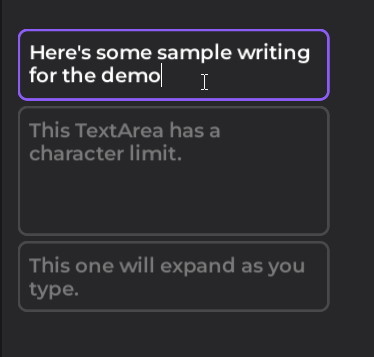 Here's some sample writing
for the demo
This TextArea has a
character limit.
This one will expand as you
type.